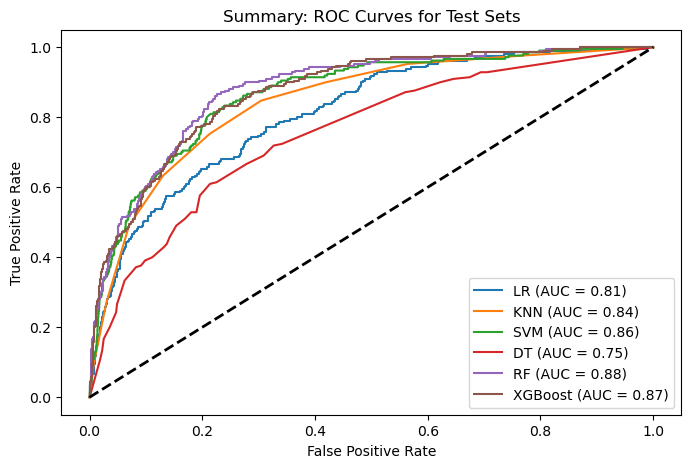 Summary: ROC Curves for Test Sets
True Positive Rate
1.0
0.8
0.6
0.4
0.2
0.0
LR (AUC = 0.81)
KNN (AUC = 0.84)
SVM (AUC = 0.86)
DT (AUC = 0.75)
RF (AUC = 0.88)
XGBoost (AUC = 0.87)
0.0 0.2 0.4 0.6 0.8 1.0
False Positive Rate